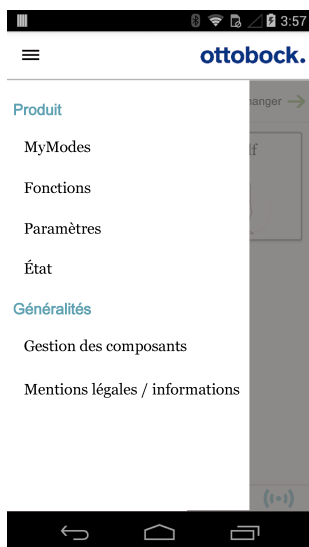 3:57
ottobock.
Produit
MyModes
Fonctions
Paramètres
État
Généralités
Gestion des composants
Mentions légales / informations